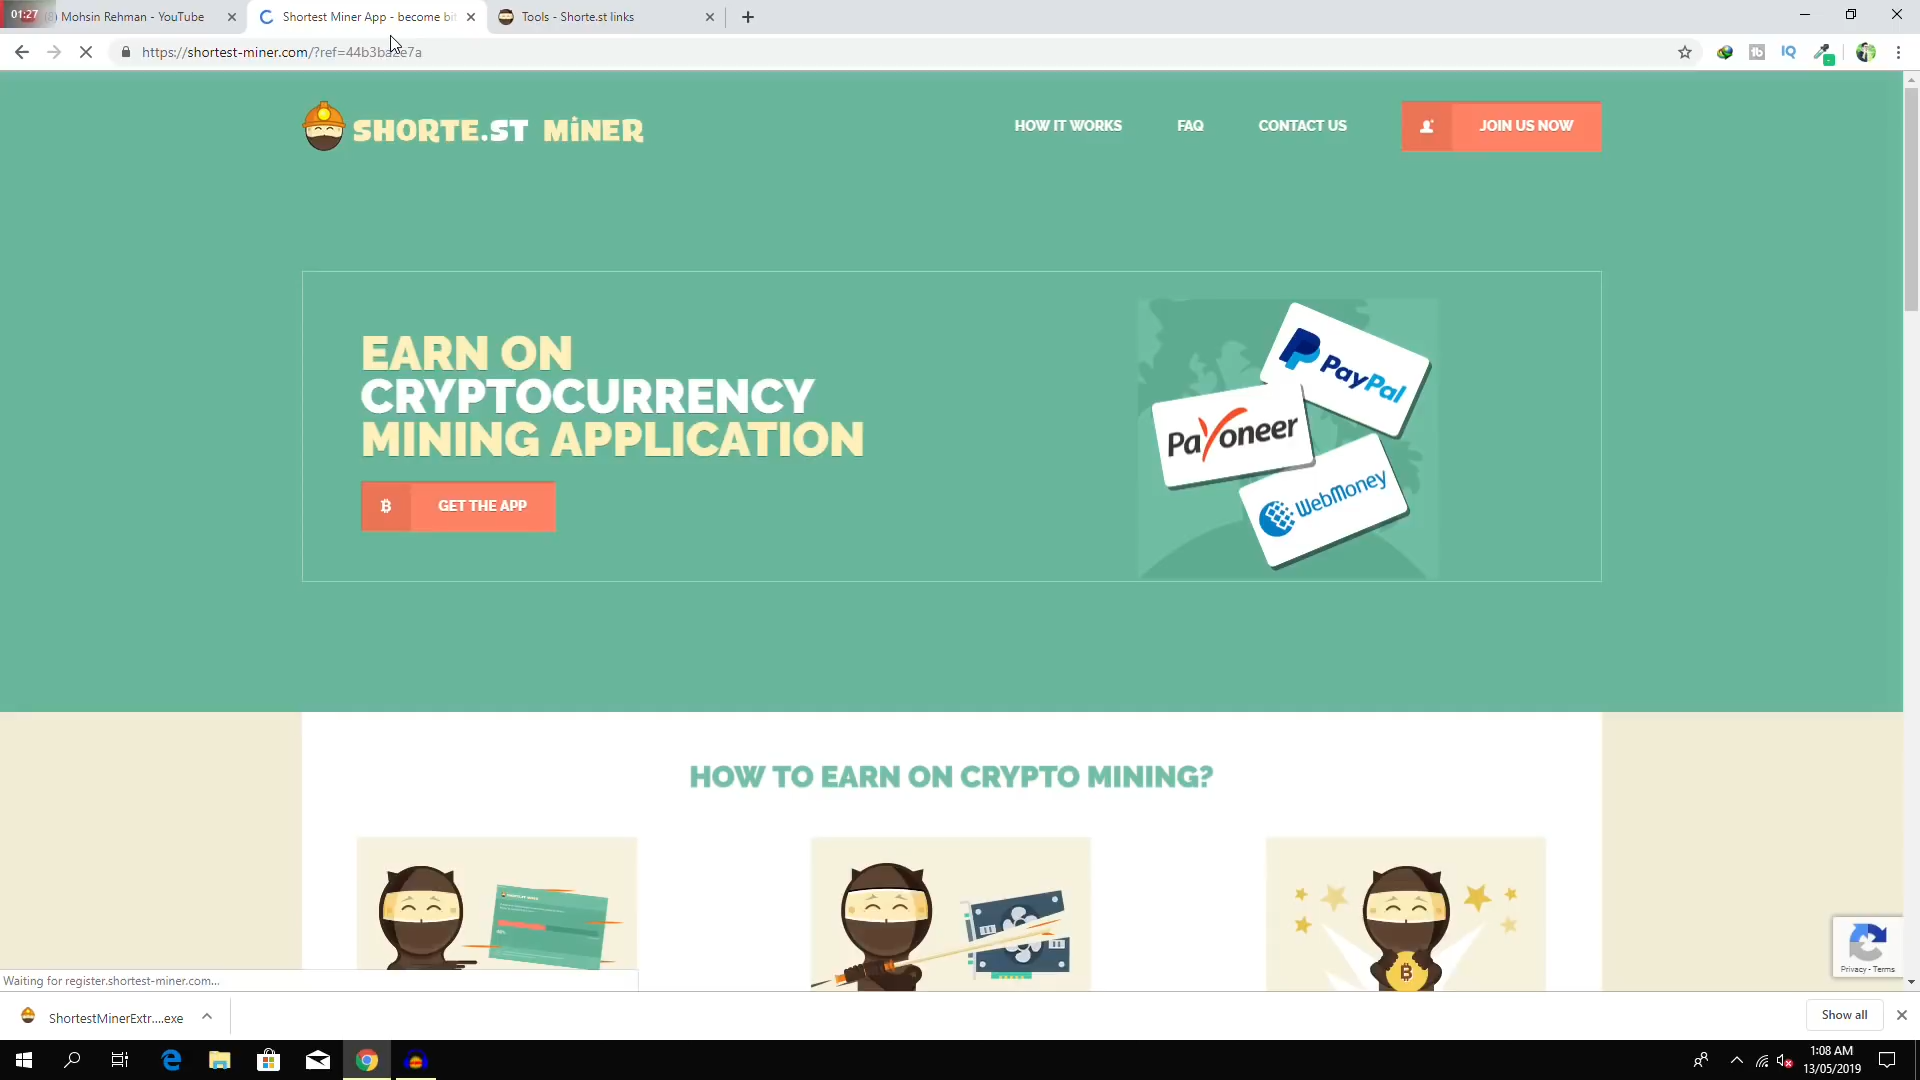 01:27
8) Mohsin Rehman - YouTube
Shortest Miner App - become bit
Tools - Shorte.st links
https://shortest-miner.com/?ref=44b3ba2e7a
SHORTE.ST MiNER
HOW IT WORKS
FAQ
CONTACT US
JOIN US NOW
EARN ON
CRYPTOCURRENCY
MINING APPLICATION
GET THE APP
PayPal
Payoneer
WebMoney
HOW TO EARN ON CRYPTO MINING?
Privacy - Terms
Waiting for register.shortest-miner.com...
ShortestMinerExtr....exe
Show all
1:08 AM
13/05/2019